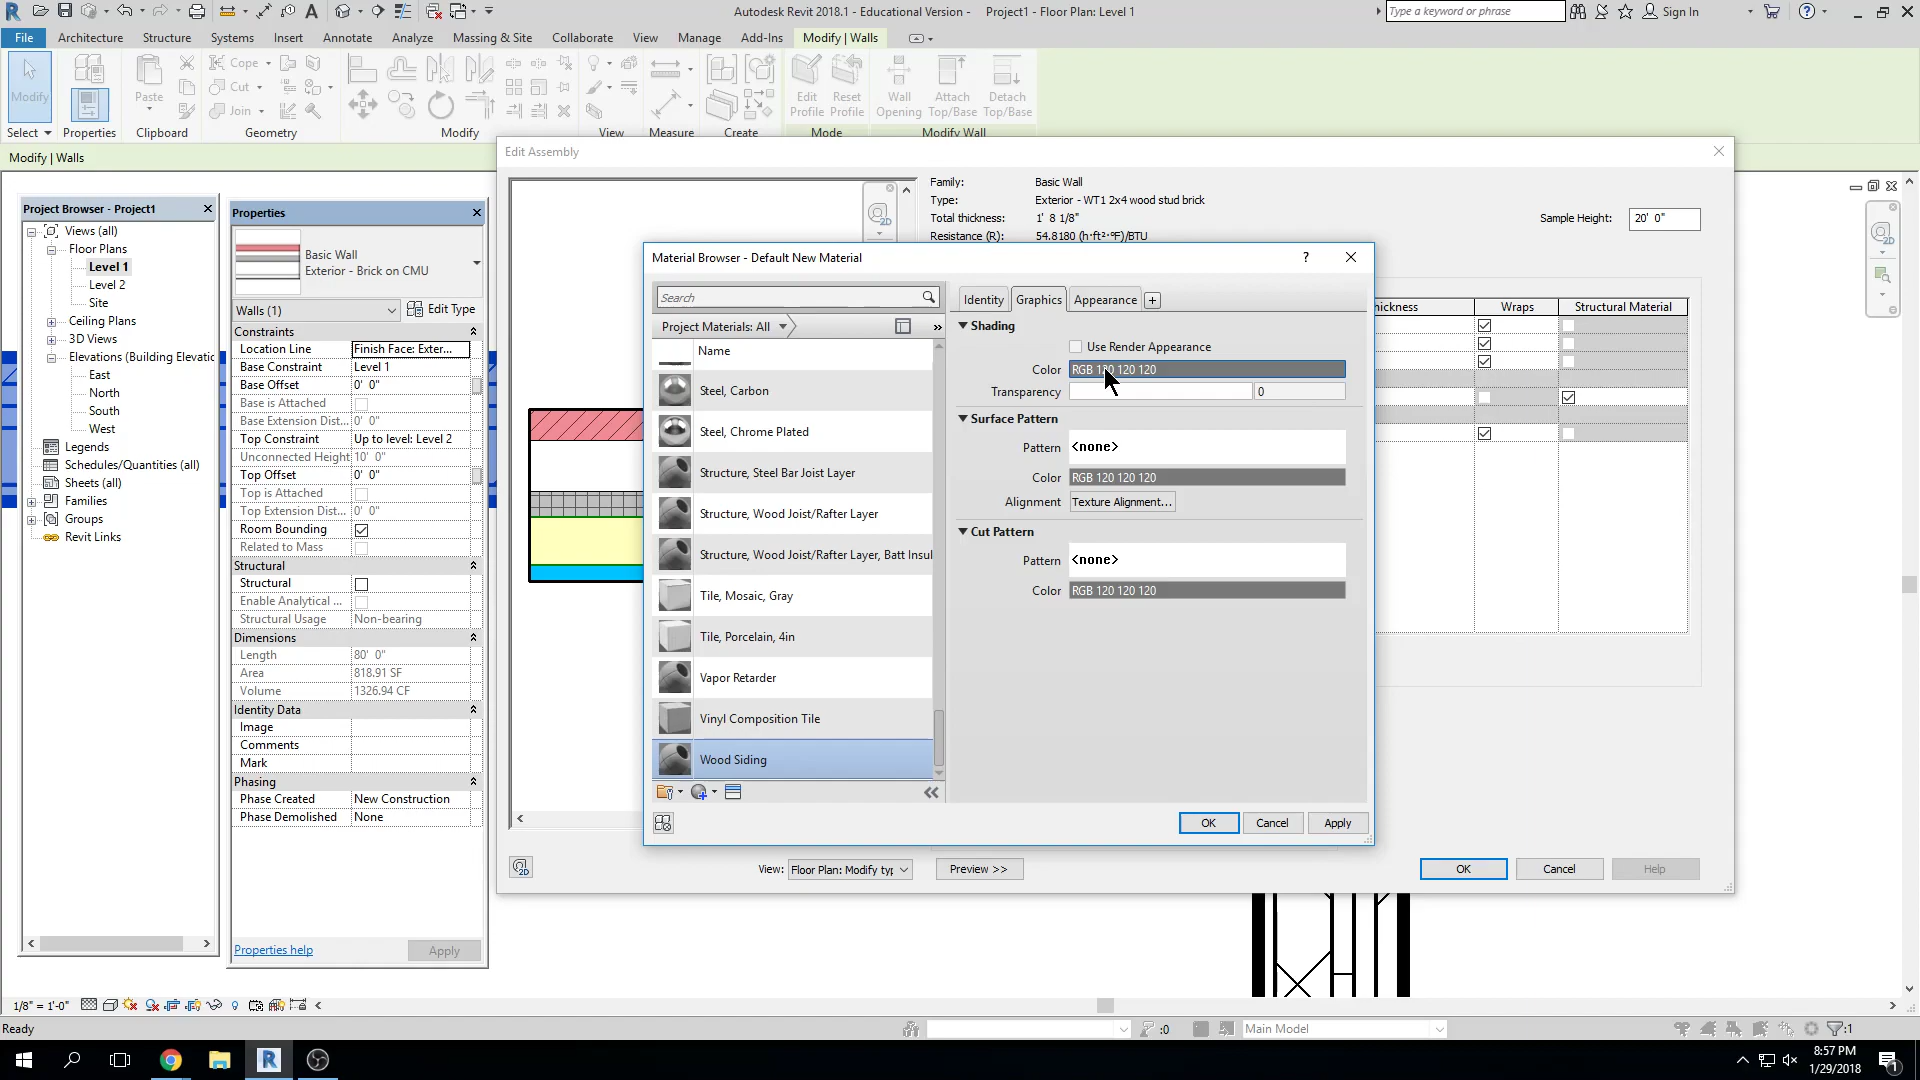 Autodesk Revit 2018.1 - Educational Version - Project1 - Floor Plan: Level 1
Type a keyword or phrase
Sign In
File Architecture Structure Systems Insert Annotate Analyze Massing & Site Collaborate View Manage Add-Ins Modify | Walls
Modify
Paste
Cope
Cut
Join
Edit Profile
Reset Profile
Wall Opening
Attach Top/Base
Detach Top/Base
Select Properties Clipboard Geometry Modify View Measure Create Mode Modify Wall
Modify | Walls
Project Browser - Project1
Views (all)
Floor Plans
Level 1
Level 2
Site
Ceiling Plans
3D Views
Elevations (Building Elevatic
East
North
South
West
Legends
Schedules/Quantities (all)
Sheets (all)
Families
Groups
Revit Links
Properties
Basic Wall
Exterior - Brick on CMU
Walls (1)
Edit Type
Constraints
Location Line Finish Face: Exter...
Base Constraint Level 1
Base Offset 0' 0"
Base is Attached
Base Extension Dist...  0' 0"
Top Constraint Up to level: Level 2
Unconnected Height 10' 0"
Top Offset 0' 0"
Top is Attached
Top Extension Dist... 0' 0"
Room Bounding
Related to Mass
Structural
Structural
Enable Analytical ...
Structural Usage Non-bearing
Dimensions
Length 80' 0"
Area 818.91 SF
Volume 1326.94 CF
Identity Data
Image
Comments
Mark
Phasing
Phase Created New Construction
Phase Demolished None
Properties help
Apply
Edit Assembly
Family: Basic Wall
Type: Exterior - WT1 2x4 wood stud brick
Total thickness: 1' 8 1/8"
Resistance (R): 54.8180 (h·ft²·°F)/BTU
Sample Height: 20' 0"
hickness Wraps Structural Material
2D
2D
Material Browser - Default New Material
?
Search
Project Materials: All
»
Name
Steel, Carbon
Steel, Chrome Plated
Structure, Steel Bar Joist Layer
Structure, Wood Joist/Rafter Layer
Structure, Wood Joist/Rafter Layer, Batt Insul
Tile, Mosaic, Gray
Tile, Porcelain, 4in
Vapor Retarder
Vinyl Composition Tile
Wood Siding
Identity Graphics Appearance +
Shading
Use Render Appearance
Color RGB 120 120 120
Transparency 0
Surface Pattern
Pattern <none>
Color RGB 120 120 120
Alignment Texture Alignment...
Cut Pattern
Pattern <none>
Color RGB 120 120 120
OK Cancel Apply
2D
View: Floor Plan: Modify typ
Preview >>
OK Cancel Help
1/8" = 1'-0"
Ready
:0
Main Model
:1
8:57 PM
1/29/2018
1